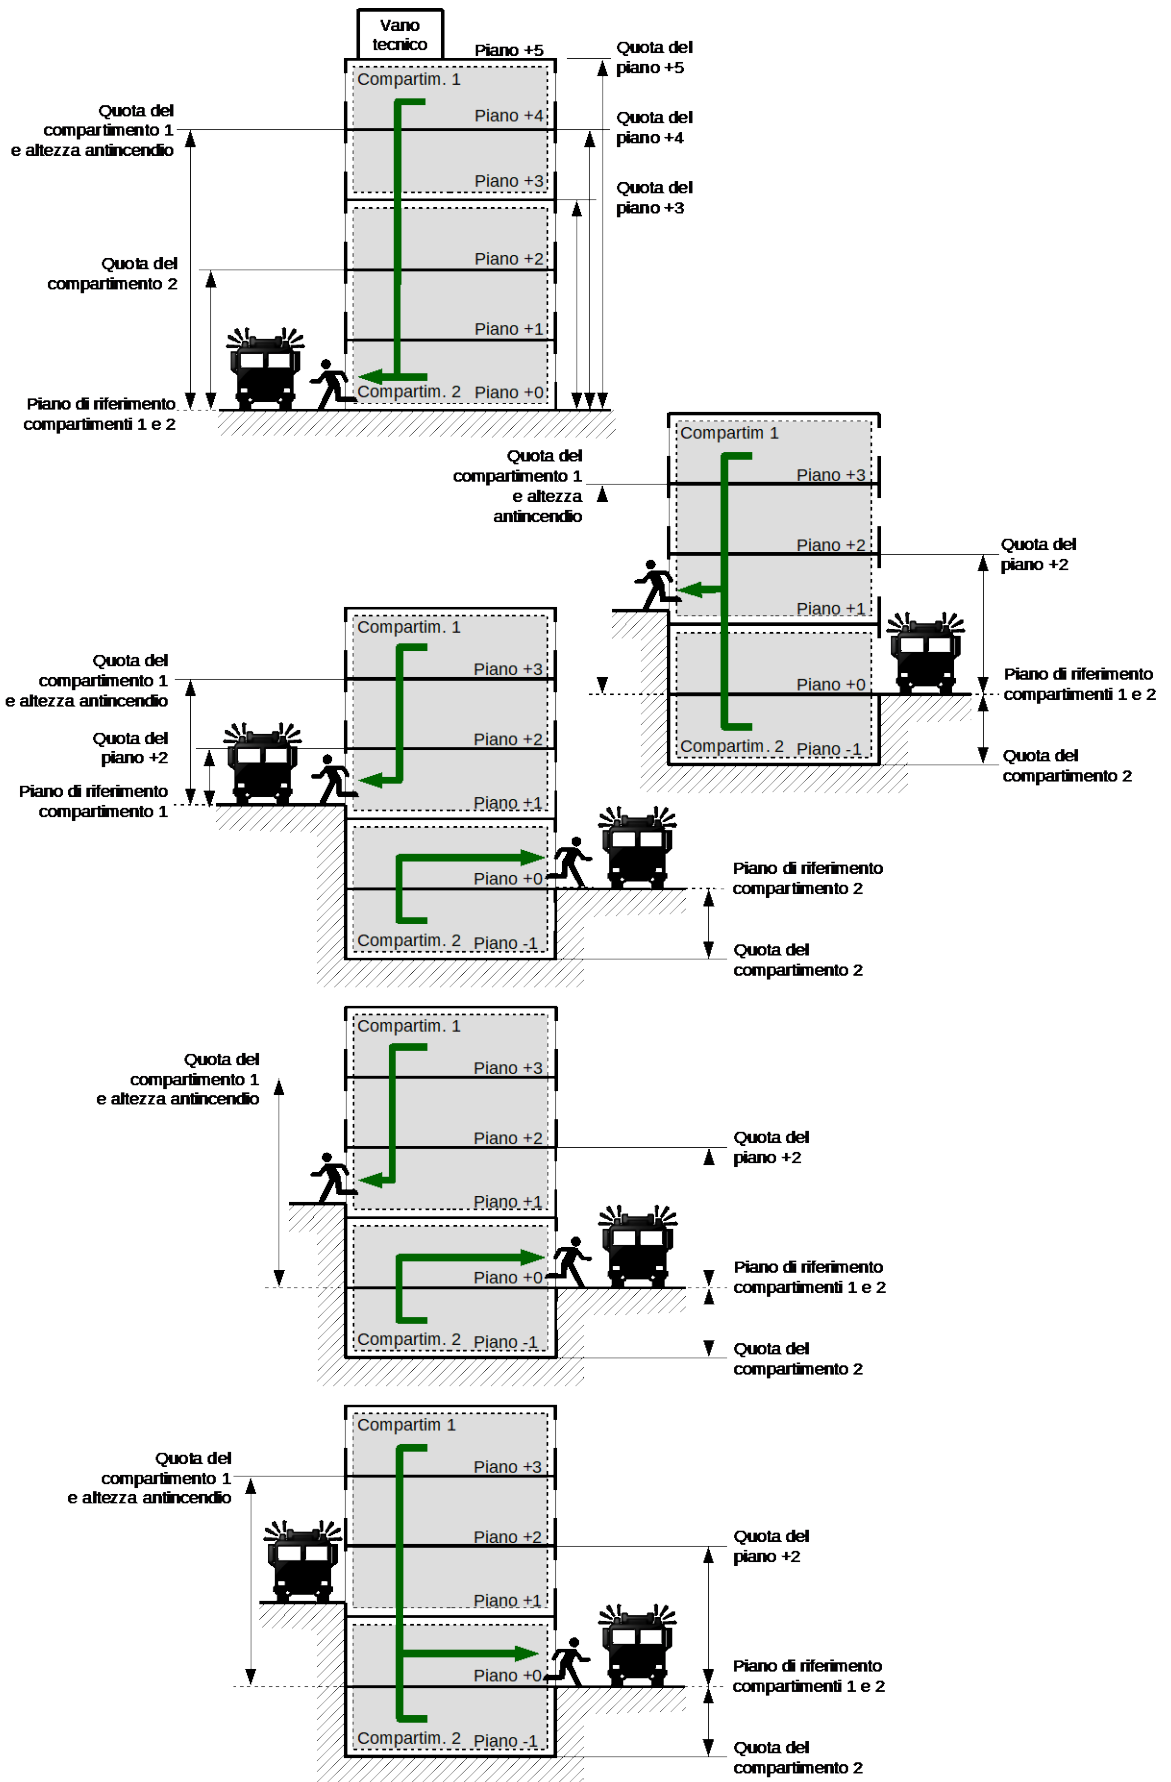 Vano
tecnico
Piano +5
Quota del
piano +5
Compartim. 1
Quota del
compartimento 1
e altezza antincendio
Piano +4
Quota del
piano +4
Piano +3
Quota del
piano +3
Quota del
compartimento 2
Piano +2
Piano +1
Compartim. 2
Piano +0
Piano di riferimento
compartimenti 1 e 2
Compartim 1
Quota del
compartimento 1
e altezza
antincendio
Piano +3
Piano +2
Quota del
piano +2
Piano +1
Piano +0
Piano di riferimento
compartimenti 1 e 2
Compartim. 2
Piano -1
Quota del
compartimento 2
Compartim. 1
Quota del
compartimento 1
e altezza antincendio
Piano +3
Quota del
piano +2
Piano +2
Piano di riferimento
compartimento 1
Piano +1
Piano +0
Piano di riferimento
compartimento 2
Compartim. 2
Piano -1
Quota del
compartimento 2
Compartim. 1
Quota del
compartimento 1
e altezza antincendio
Piano +3
Piano +2
Quota del
piano +2
Piano +1
Piano +0
Piano di riferimento
compartimenti 1 e 2
Compartim. 2
Piano -1
Quota del
compartimento 2
Compartim 1
Quota del
compartimento 1
e altezza antincendio
Piano +3
Piano +2
Quota del
piano +2
Piano +1
Piano +0
Piano di riferimento
compartimenti 1 e 2
Compartim. 2
Piano -1
Quota del
compartimento 2